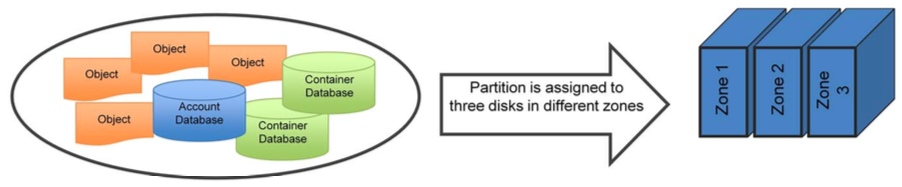 Object
Object
Object
Object
Account
Database
Container
Database
Container
Database
Partition is assigned to
three disks in different zones
Zone 1
Zone 2
Zone
3